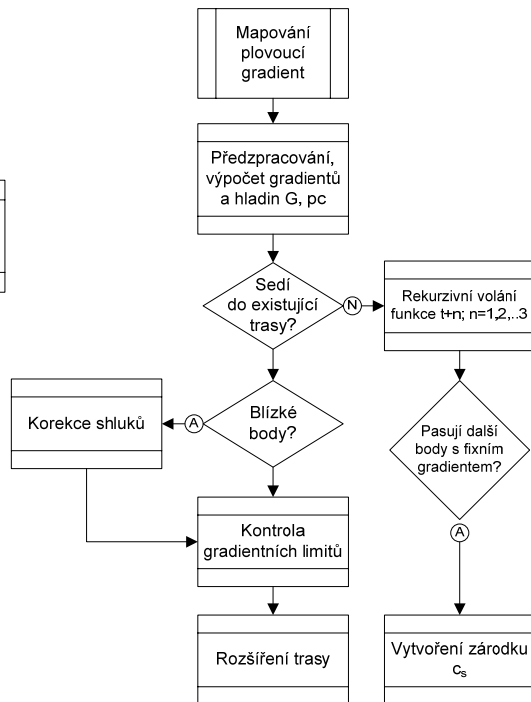 Mapování
plovoucí
gradient
Předzpracování,
výpočet gradientů
a hladin G, pc
Sedí
do existující
trasy?
N
Rekurzivní volání
funkce t+n; n=1,2,..3
Korekce shluků
A
Blízké
body?
Pasují další
body s fixním
gradientem?
A
Kontrola
gradientních limitů
Rozšíření trasy
Vytvoření zárodku
cs